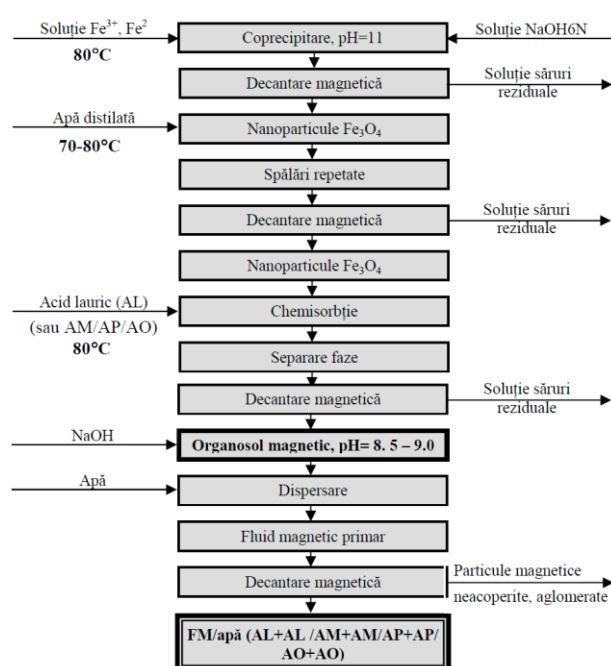 Soluție Fe³⁺, Fe²
80°C
Coprecipitare, pH=11
Soluție NaOH6N
Decantare magnetică
Soluție săruri
reziduale
Apă distilată
70-80°C
Nanoparticule Fe₃O₄
Spălări repetate
Decantare magnetică
Soluție săruri
reziduale
Nanoparticule Fe₃O₄
Acid lauric (AL)
(sau AM/AP/AO)
80°C
Chemisorbție
Separare faze
Decantare magnetică
Soluție săruri
reziduale
NaOH
Organosol magnetic, pH= 8. 5 – 9.0
Apă
Dispersare
Fluid magnetic primar
Decantare magnetică
Particule magnetice
neacoperite, aglomerate
FM/apă (AL+AL /AM+AM/AP+AP/
AO+AO)